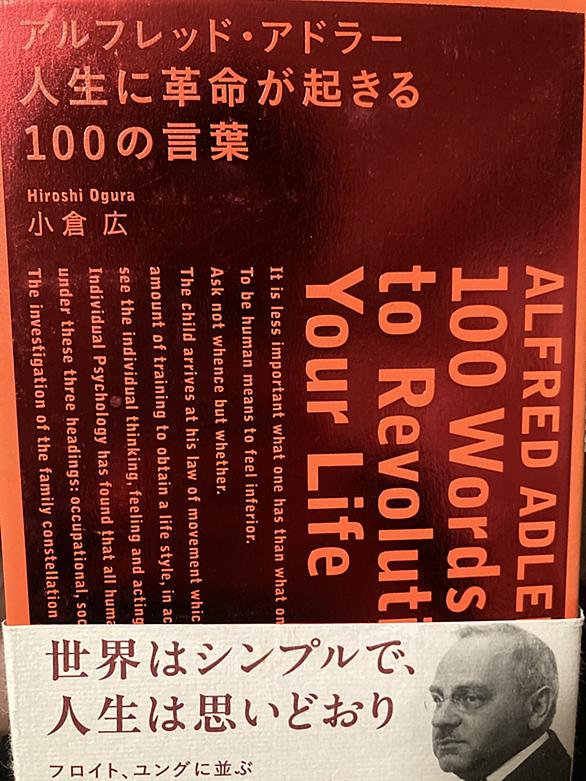 アルフレッド・アドラー
人生に革命が起きる
100の言葉
Hiroshi Ogura
小倉 広
ALFRED ADLE
100 Words
to Revoluti
Your Life
It is less important what one has than what on
To be human means to feel inferior.
Ask not whence but whether.
The child arrives at his law of movement whic
amount of training to obtain a life style, in ac
see the individual thinking, feeling and acting
Individual Psychology has found that all huma
under these three headings: occupational, soc
The investigation of the family constellation
世界はシンプルで、
人生は思いどおり
フロイト、ユングに並ぶ